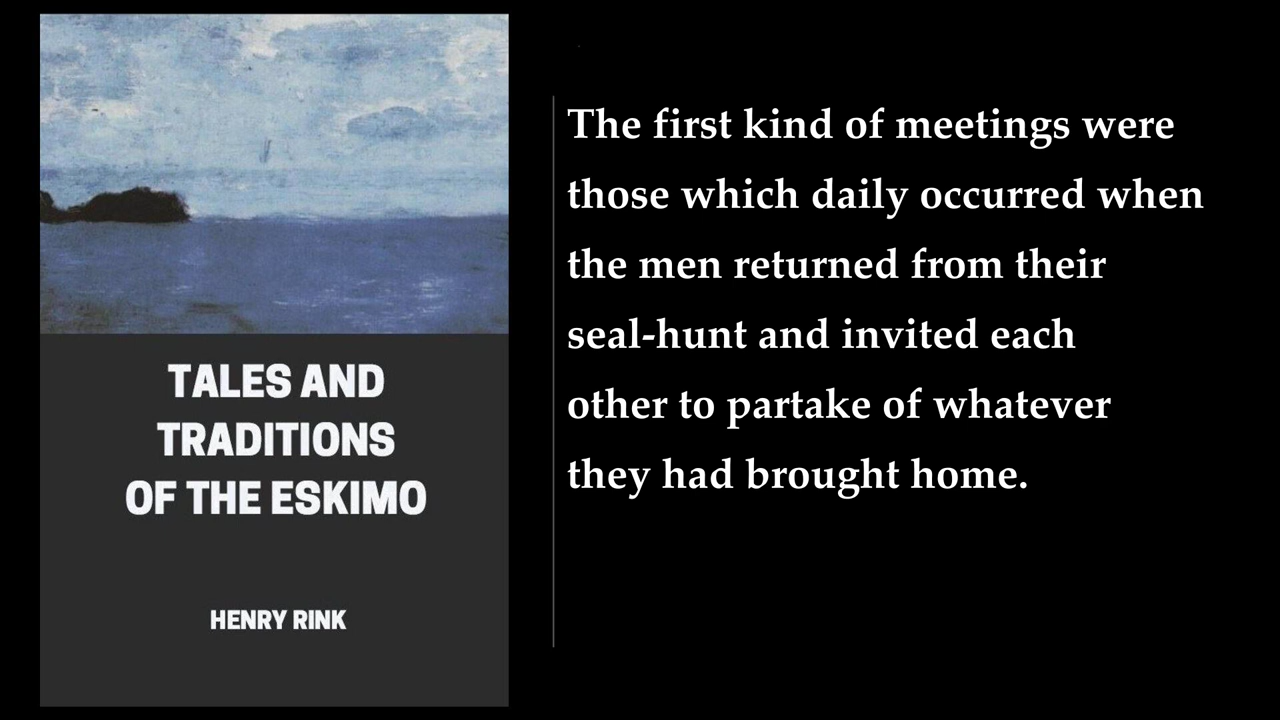 TALES AND
TRADITIONS
OF THE ESKIMO
HENRY RINK
The first kind of meetings were
those which daily occurred when
the men returned from their
seal-hunt and invited each
other to partake of whatever
they had brought home.